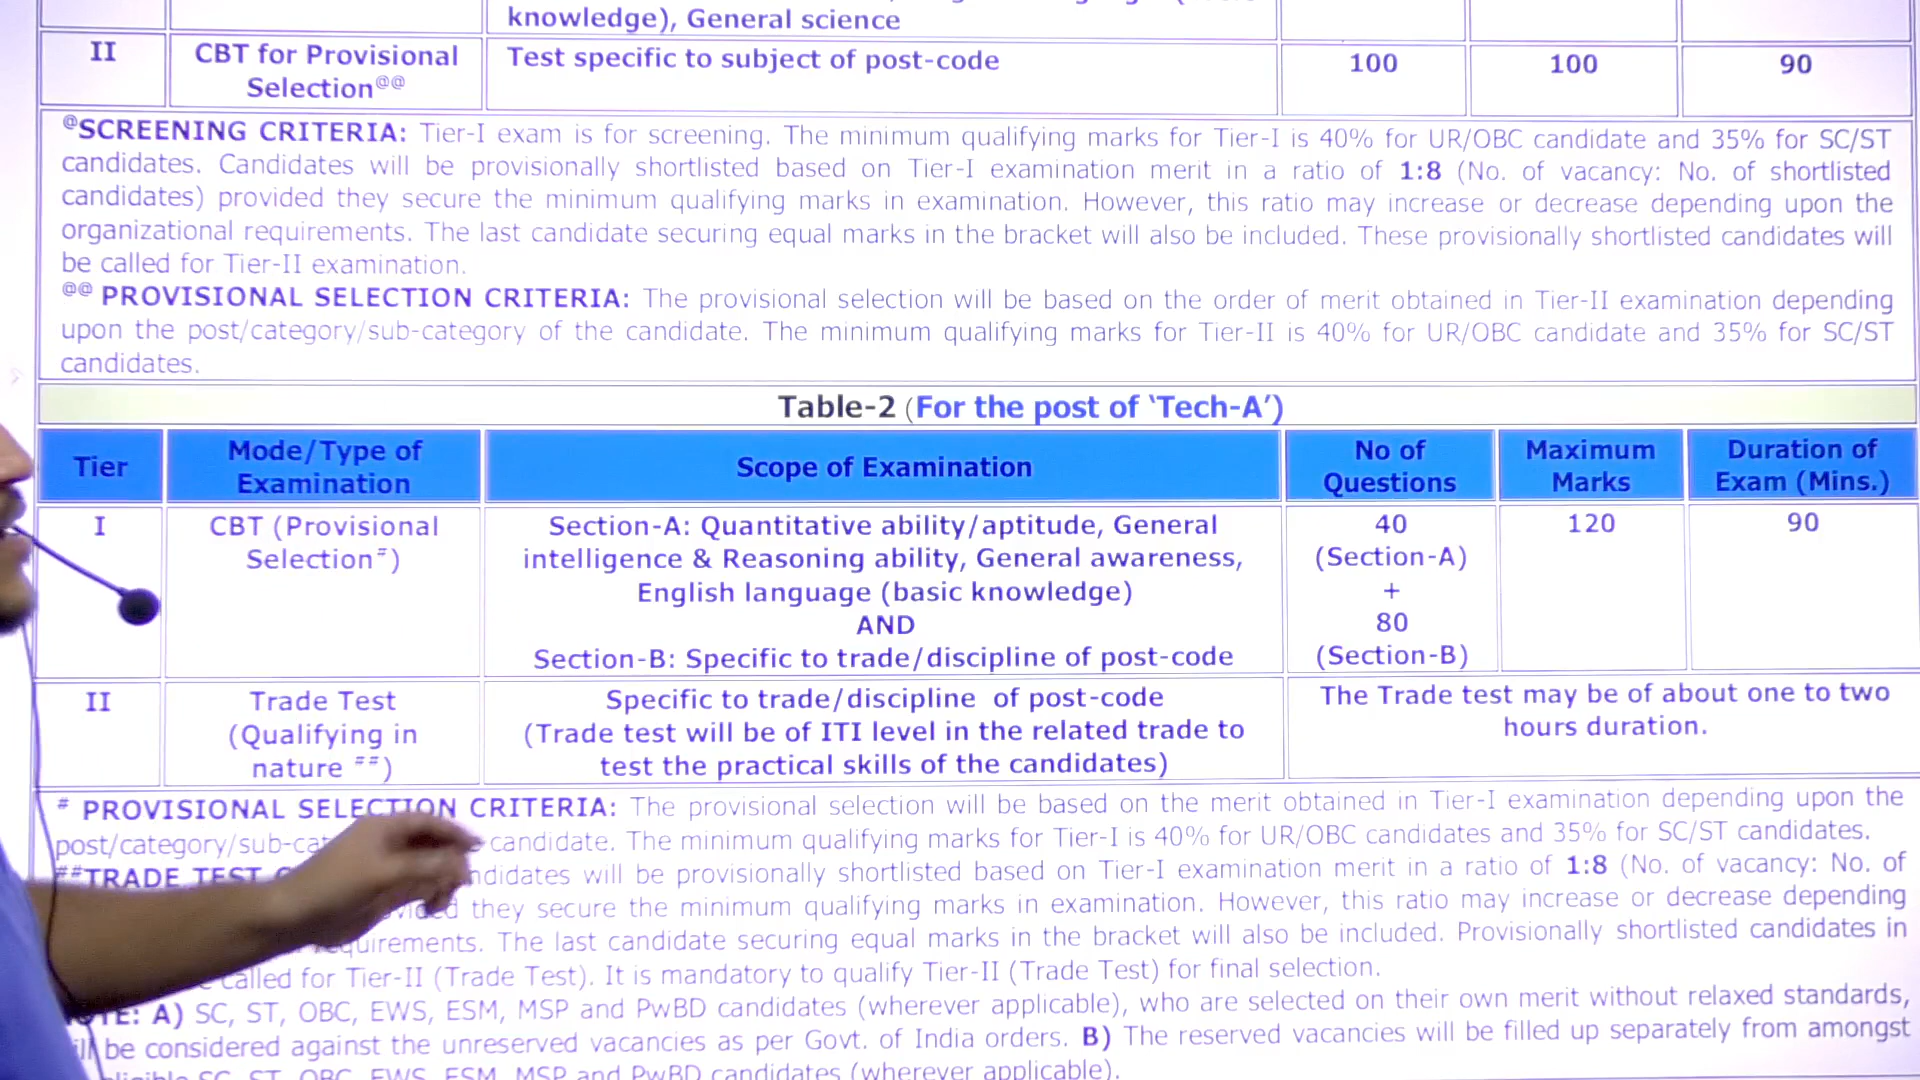 knowledge), General science
II CBT for Provisional Test specific to subject of post-code 100 100 90
Selection@@
@SCREENING CRITERIA: Tier-I exam is for screening. The minimum qualifying marks for Tier-I is 40% for UR/OBC candidate and 35% for SC/ST
candidates. Candidates will be provisionally shortlisted based on Tier-I examination merit in a ratio of 1:8 (No. of vacancy: No. of shortlisted
candidates) provided they secure the minimum qualifying marks in examination. However, this ratio may increase or decrease depending upon the
organizational requirements. The last candidate securing equal marks in the bracket will also be included. These provisionally shortlisted candidates will
be called for Tier-II examination.
@@ PROVISIONAL SELECTION CRITERIA: The provisional selection will be based on the order of merit obtained in Tier-II examination depending
upon the post/category/sub-category of the candidate. The minimum qualifying marks for Tier-II is 40% for UR/OBC candidate and 35% for SC/ST
candidates.
Table-2 (For the post of ‘Tech-A’)
Tier Mode/Type of Examination Scope of Examination No of Questions Maximum Marks Duration of Exam (Mins.)
I CBT (Provisional Section-A: Quantitative ability/aptitude, General 40 120 90
Selection#) intelligence & Reasoning ability, General awareness, (Section-A)
English language (basic knowledge) +
AND 80
Section-B: Specific to trade/discipline of post-code (Section-B)
II Trade Test Specific to trade/discipline of post-code The Trade test may be of about one to two
(Qualifying in (Trade test will be of ITI level in the related trade to hours duration.
nature ##) test the practical skills of the candidates)
# PROVISIONAL SELECTION CRITERIA: The provisional selection will be based on the merit obtained in Tier-I examination depending upon the
post/category/sub-ca candidate. The minimum qualifying marks for Tier-I is 40% for UR/OBC candidates and 35% for SC/ST candidates.
##TRADE TEST ndidates will be provisionally shortlisted based on Tier-I examination merit in a ratio of 1:8 (No. of vacancy: No. of
they secure the minimum qualifying marks in examination. However, this ratio may increase or decrease depending
quirements. The last candidate securing equal marks in the bracket will also be included. Provisionally shortlisted candidates in
called for Tier-II (Trade Test). It is mandatory to qualify Tier-II (Trade Test) for final selection.
NOTE: A) SC, ST, OBC, EWS, ESM, MSP and PwBD candidates (wherever applicable), who are selected on their own merit without relaxed standards,
be considered against the unreserved vacancies as per Govt. of India orders. B) The reserved vacancies will be filled up separately from amongst
SC, ST, OBC, EWS, ESM, MSP and PwBD candidates (wherever applicable).